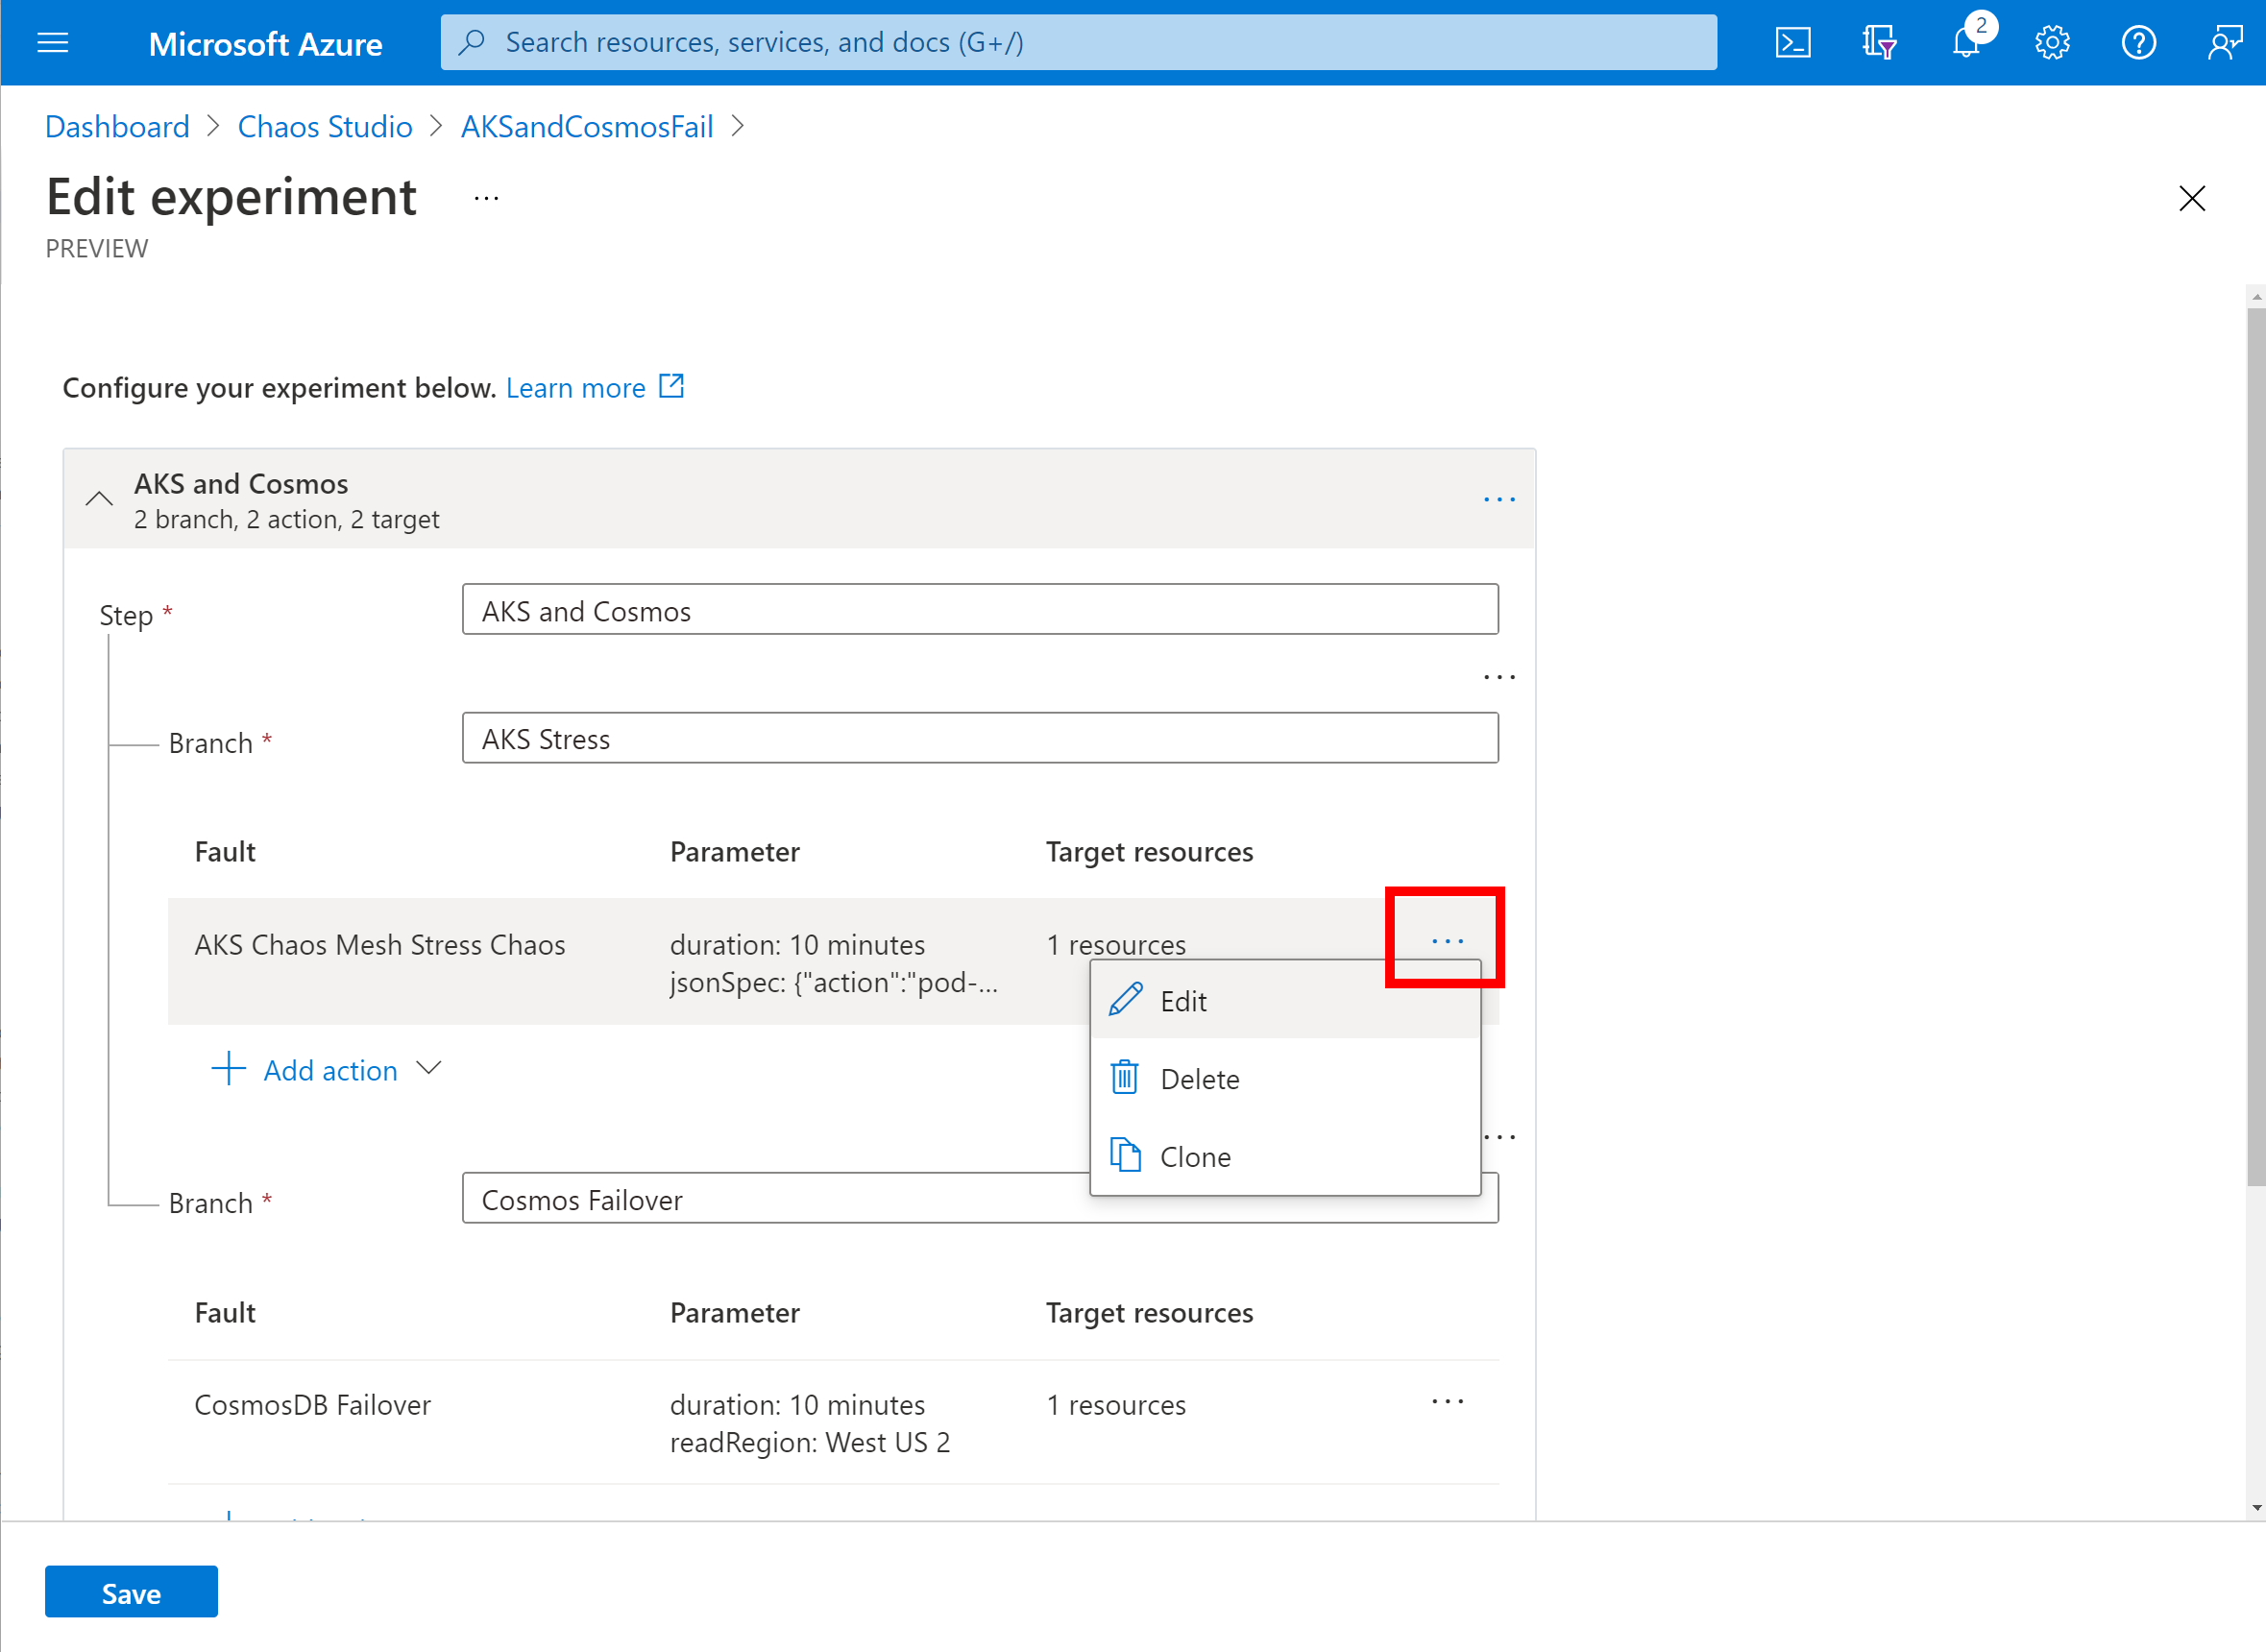 Microsoft Azure
Search resources, services, and docs (G+/)
2
Dashboard > Chaos Studio > AKSandCosmosFail >
Edit experiment ...
PREVIEW
Configure your experiment below. Learn more
AKS and Cosmos
2 branch, 2 action, 2 target
...
Step *
AKS and Cosmos
...
Branch *
AKS Stress
Fault Parameter Target resources
AKS Chaos Mesh Stress Chaos duration: 10 minutes 1 resources ...
jsonSpec: {"action":"pod-...
Edit
Add action
Delete
Clone
...
Branch *
Cosmos Failover
Fault Parameter Target resources
CosmosDB Failover duration: 10 minutes 1 resources ...
readRegion: West US 2
Save